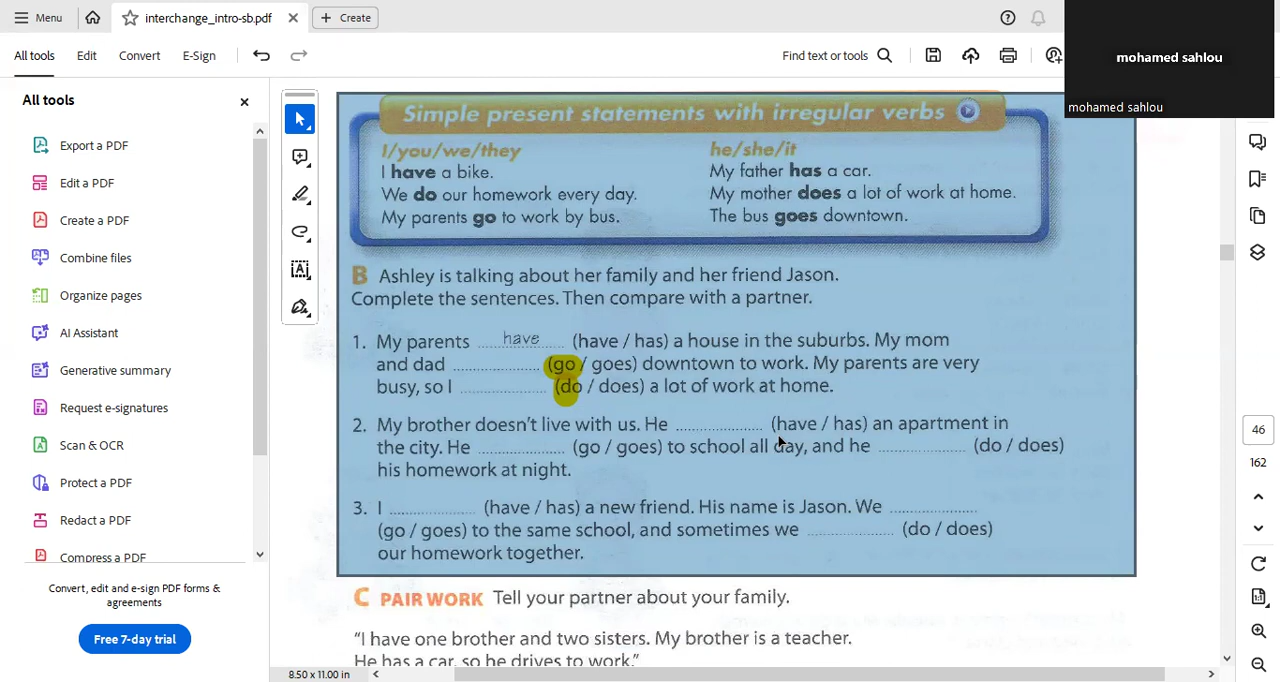 Menu
interchange_intro-sb.pdf
Create
mohamed sahlou
mohamed sahlou
All tools
Edit
Convert
E-Sign
Find text or tools
All tools
Export a PDF
Edit a PDF
Create a PDF
Combine files
Organize pages
AI Assistant
Generative summary
Request e-signatures
Scan & OCR
Protect a PDF
Redact a PDF
Compress a PDF
Convert, edit and e-sign PDF forms &
agreements
Free 7-day trial
Simple present statements with irregular verbs
I/you/we/they
I have a bike.
We do our homework every day.
My parents go to work by bus.
he/she/it
My father has a car.
My mother does a lot of work at home.
The bus goes downtown.
B Ashley is talking about her family and her friend Jason.
Complete the sentences. Then compare with a partner.
1. My parents have (have / has) a house in the suburbs. My mom
and dad ............... (go / goes) downtown to work. My parents are very
busy, so I ............... (do / does) a lot of work at home.
2. My brother doesn't live with us. He ............... (have / has) an apartment in
the city. He ............... (go / goes) to school all day, and he ............... (do / does)
his homework at night.
3. I ............... (have / has) a new friend. His name is Jason. We ...............
(go / goes) to the same school, and sometimes we ............... (do / does)
our homework together.
C PAIR WORK Tell your partner about your family.
"I have one brother and two sisters. My brother is a teacher.
He has a car, so he drives to work."
46
162
8.50 x 11.00 in